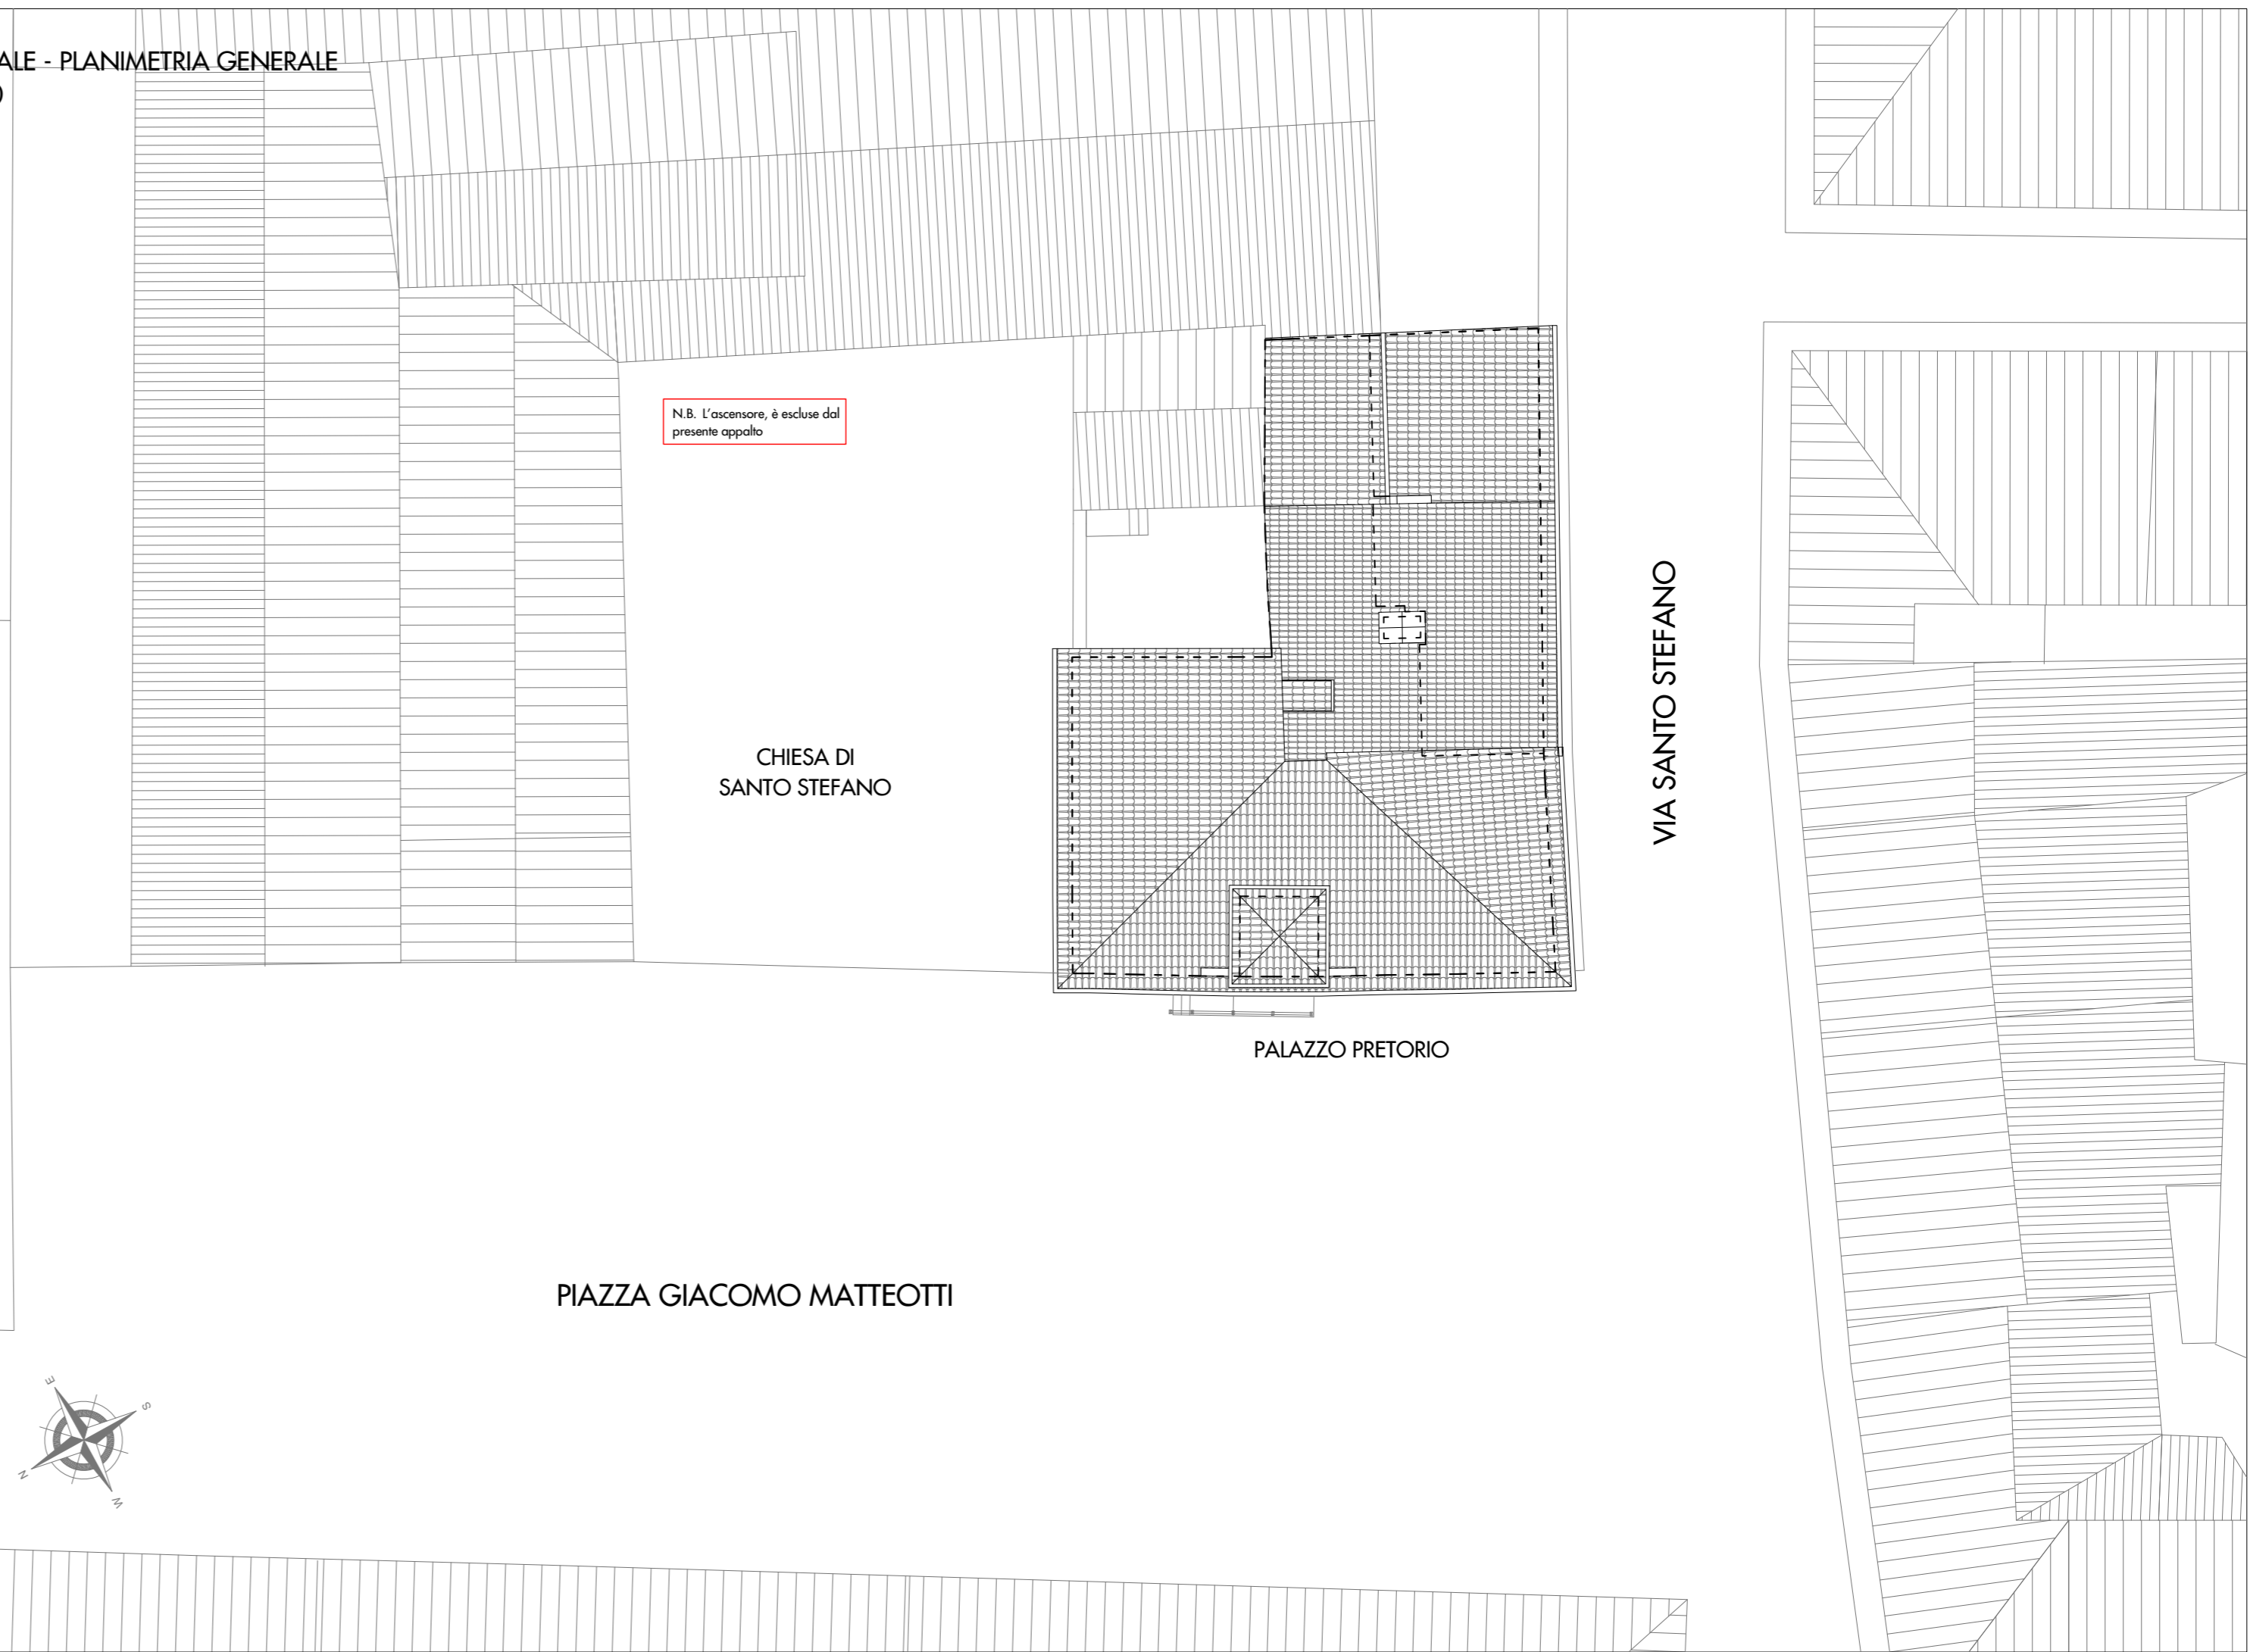 ALE - PLANIMETRIA GENERALE
)
N.B. L'ascensore, è escluse dal
presente appalto
CHIESA DI
SANTO STEFANO
VIA SANTO STEFANO
PALAZZO PRETORIO
PIAZZA GIACOMO MATTEOTTI
E
S
N
W